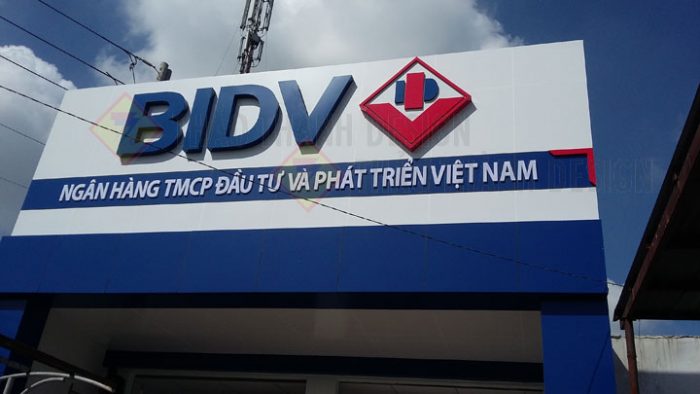 BIDV
NGÂN HÀNG TMCP ĐẦU TƯ VÀ PHÁT TRIỂN VIỆT NAM